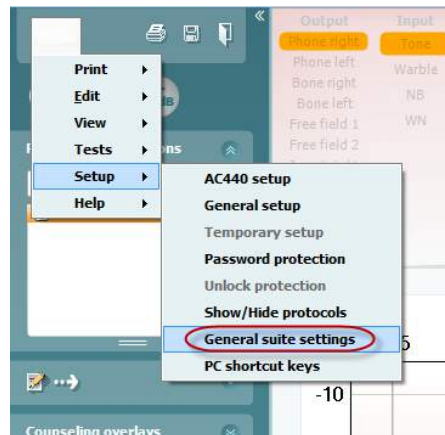 Output Input
Phone right Tone
Phone left Warble
Bone right
Bone left NB
Free field 1 WN
Free field 2
Print
Edit
View
Tests
Setup
Help
ons
AC440 setup
General setup
Temporary setup
Password protection
Unlock protection
Show/Hide protocols
General suite settings
PC shortcut keys
5
-10
Counseling overlays